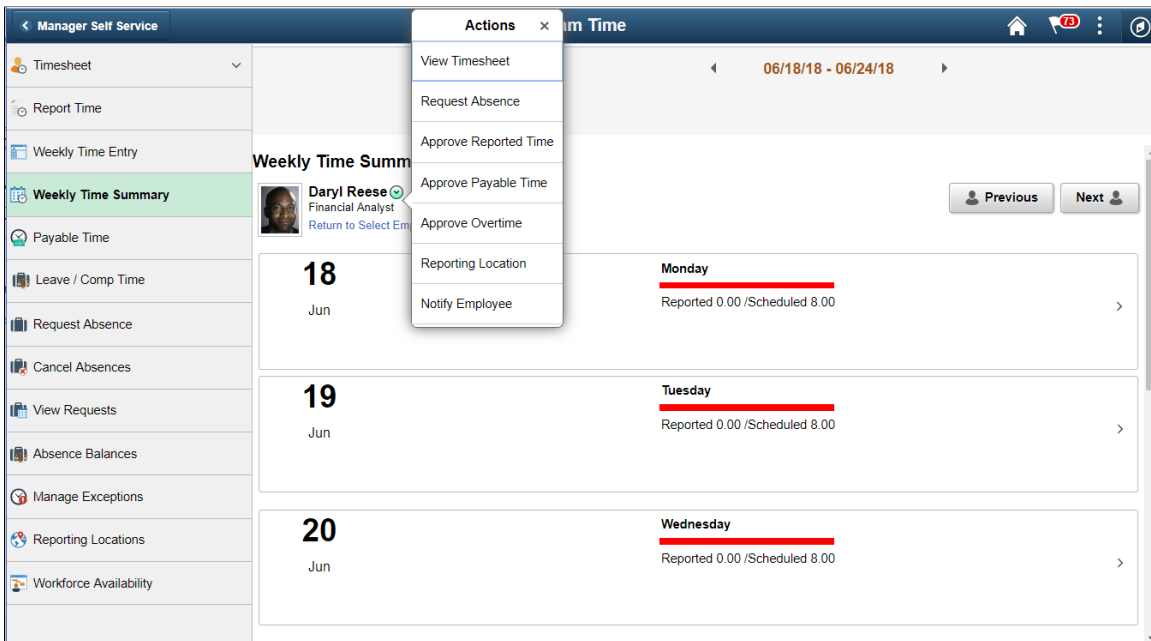 Manager Self Service
Actions ×
m Time
73
Timesheet
Report Time
Weekly Time Entry
Weekly Time Summary
Payable Time
Leave / Comp Time
Request Absence
Cancel Absences
View Requests
Absence Balances
Manage Exceptions
Reporting Locations
Workforce Availability
View Timesheet
Request Absence
Approve Reported Time
Approve Payable Time
Approve Overtime
Reporting Location
Notify Employee
06/18/18 - 06/24/18
Weekly Time Summ
Daryl Reese
Financial Analyst
Return to Select Em
Previous
Next
18
Jun
Monday
Reported 0.00 /Scheduled 8.00
19
Jun
Tuesday
Reported 0.00 /Scheduled 8.00
20
Jun
Wednesday
Reported 0.00 /Scheduled 8.00